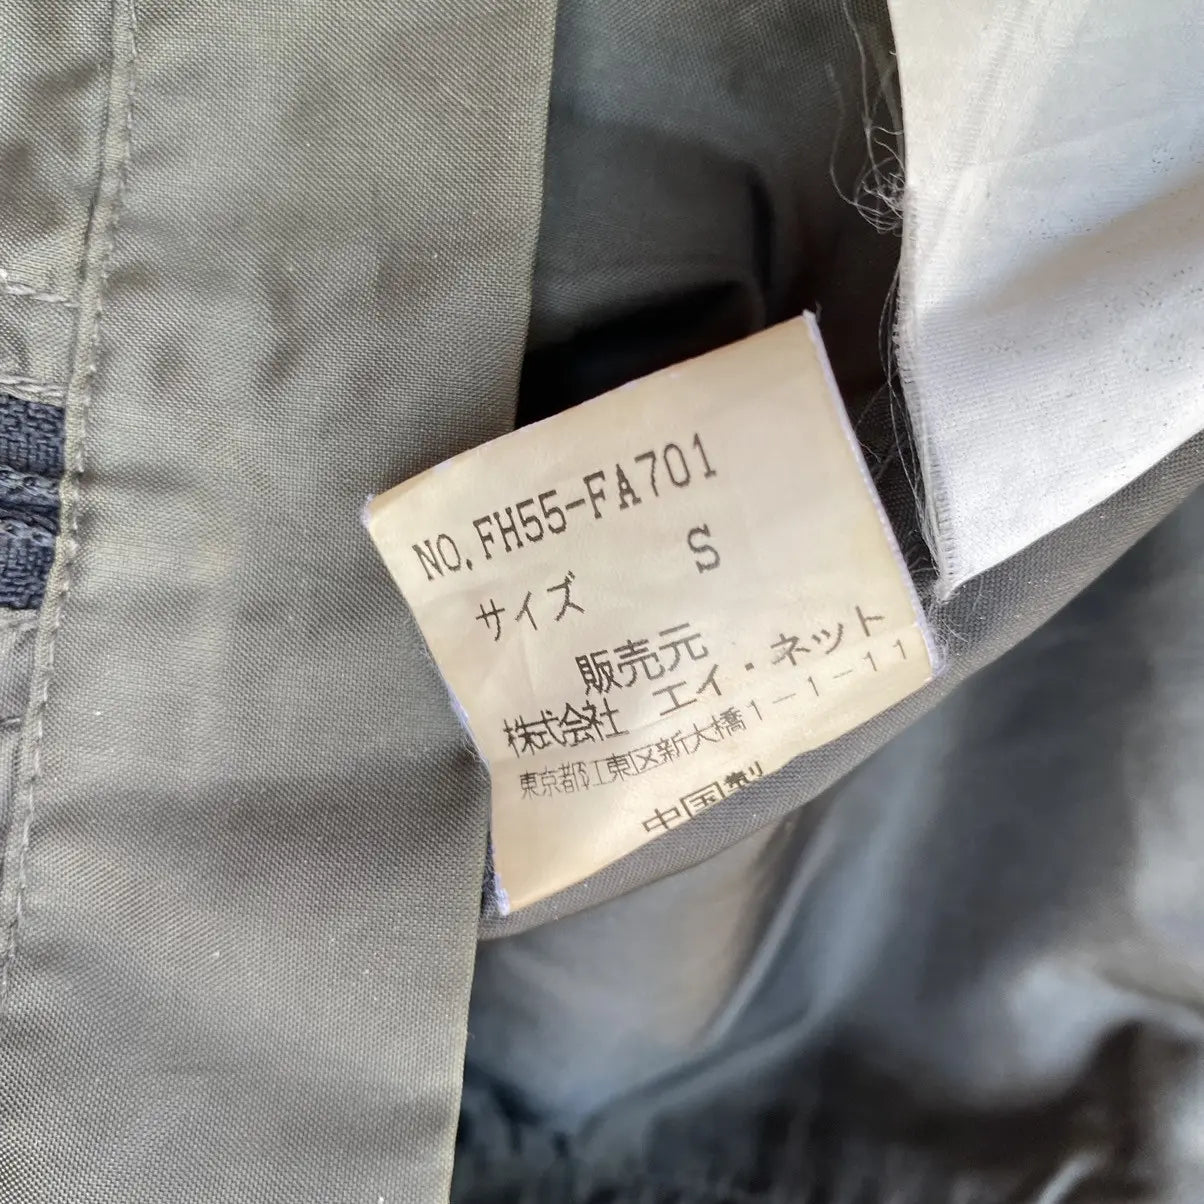 NO.FH55-FA701
サイズ S
販売元
株式会社 エイ・ネット
東京都江東区新大橋1-1-11
中国製